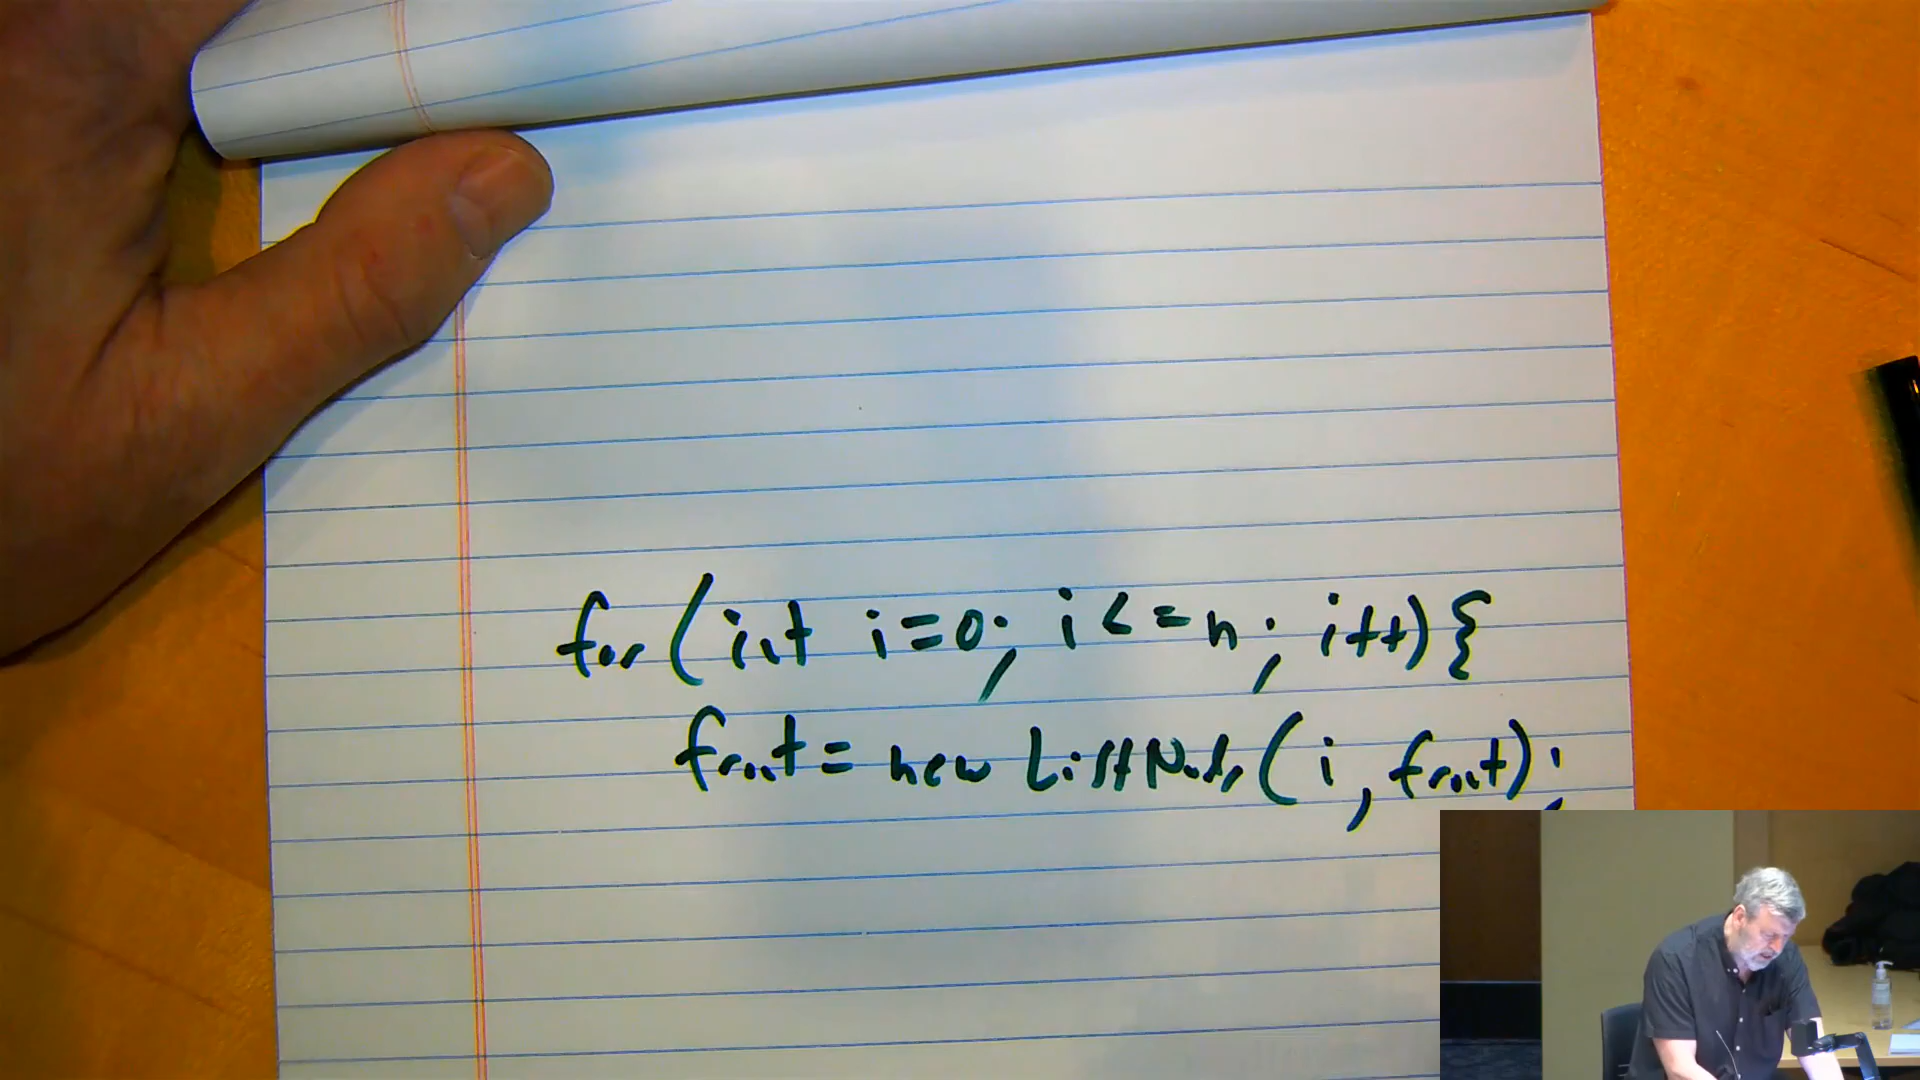 for (int i=0; i<=n; i++) {
front = new ListNode(i, front);